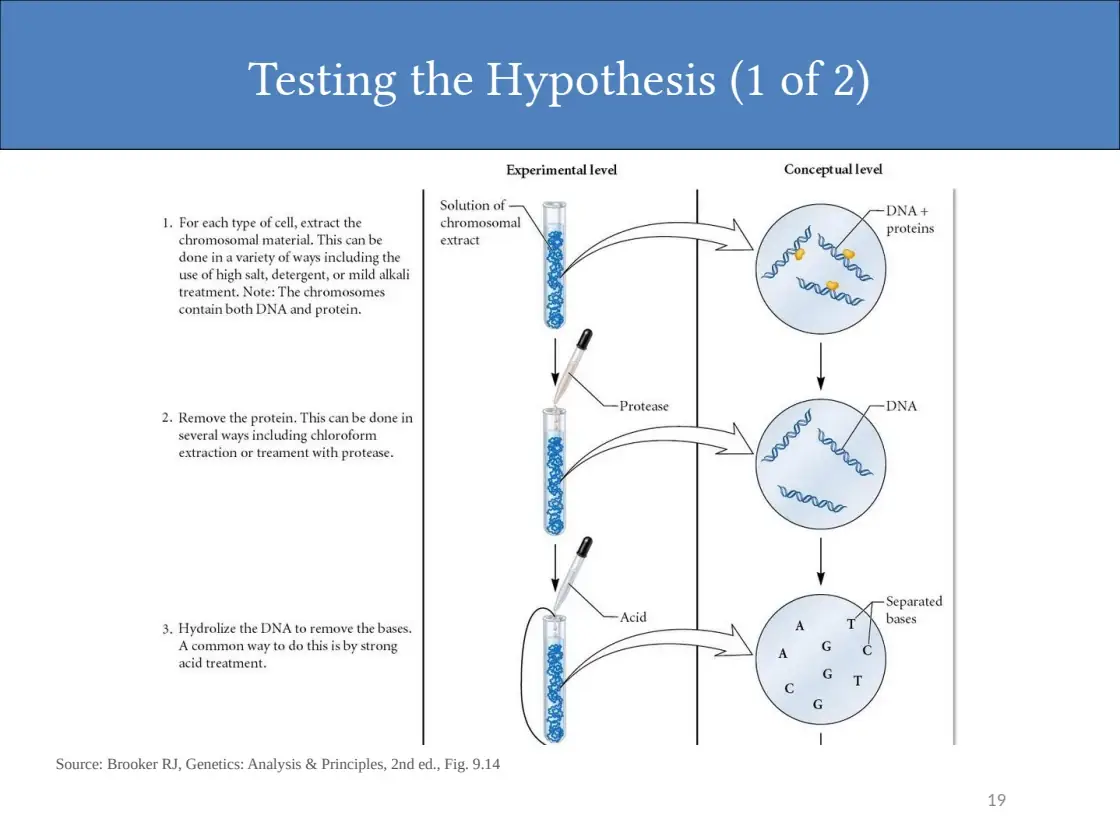 Testing the Hypothesis (1 of 2)
Experimental level
Conceptual level
1. For each type of cell, extract the
chromosomal material. This can be
done in a variety of ways including the
use of high salt, detergent, or mild alkali
treatment. Note: The chromosomes
contain both DNA and protein.
Solution of
chromosomal
extract
DNA +
proteins
2. Remove the protein. This can be done in
several ways including chloroform
extraction or treament with protease.
Protease
DNA
3. Hydrolize the DNA to remove the bases.
A common way to do this is by strong
acid treatment.
Acid
Separated
bases
A T
A G C
G T
C
G
Source: Brooker RJ, Genetics: Analysis & Principles, 2nd ed., Fig. 9.14
19